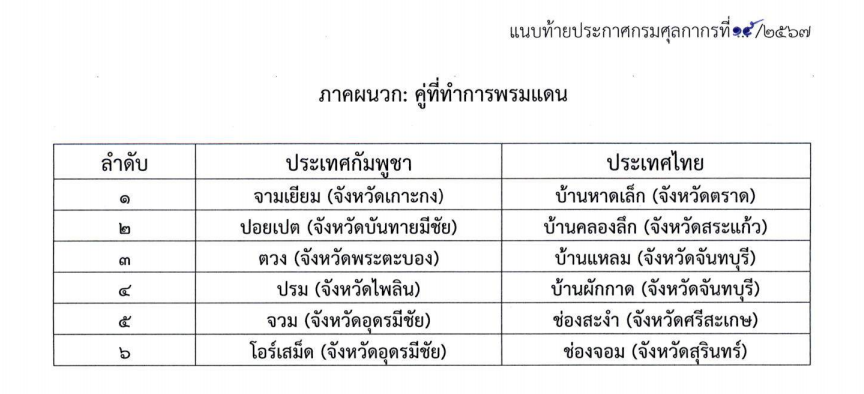 แนบท้ายประกาศกรมศุลกากรที่ ๑๕/๒๕๖๗
ภาคผนวก: คู่ที่ทำการพรมแดน
ลำดับ ประเทศกัมพูชา ประเทศไทย
๑ จามเยียม (จังหวัดเกาะกง) บ้านหาดเล็ก (จังหวัดตราด)
๒ ปอยเปต (จังหวัดบันทายมีชัย) บ้านคลองลึก (จังหวัดสระแก้ว)
๓ ตวง (จังหวัดพระตะบอง) บ้านแหลม (จังหวัดจันทบุรี)
๔ ปรม (จังหวัดไพลิน) บ้านผักกาด (จังหวัดจันทบุรี)
๕ จวม (จังหวัดอุดรมีชัย) ช่องสะงำ (จังหวัดศรีสะเกษ)
๖ โอร์เสม็ด (จังหวัดอุดรมีชัย) ช่องจอม (จังหวัดสุรินทร์)